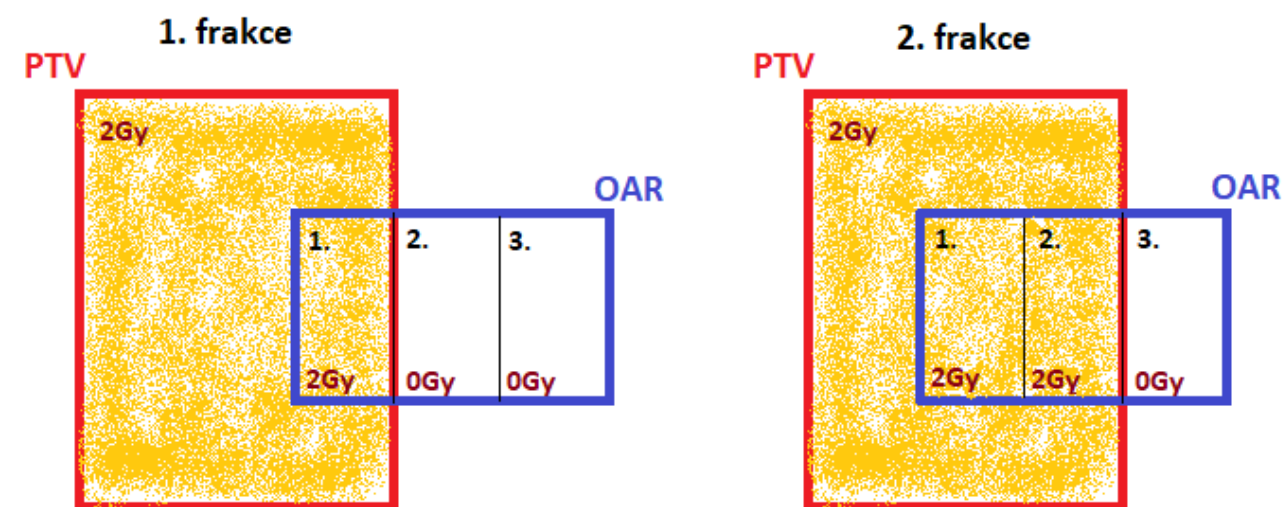 1. frakce
PTV
2Gy
OAR
1. 2. 3.
2Gy 0Gy 0Gy
2. frakce
PTV
2Gy
OAR
1. 2. 3.
2Gy 2Gy 0Gy